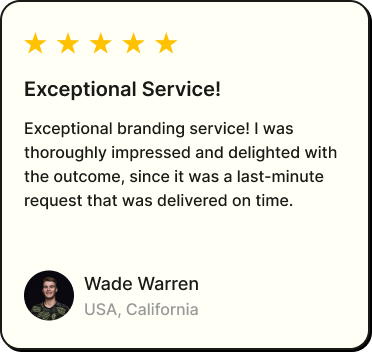 Exceptional Service!
Exceptional branding service! I was
thoroughly impressed and delighted with
the outcome, since it was a last-minute
request that was delivered on time.
Wade Warren
USA, California